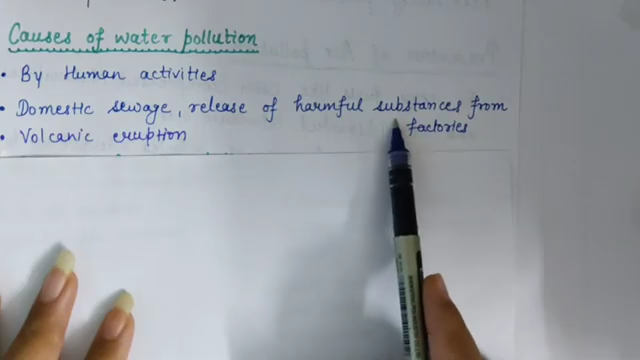 Causes of water pollution
• By Human activities
• Domestic sewage, release of harmful substances from
factories
• Volcanic eruption